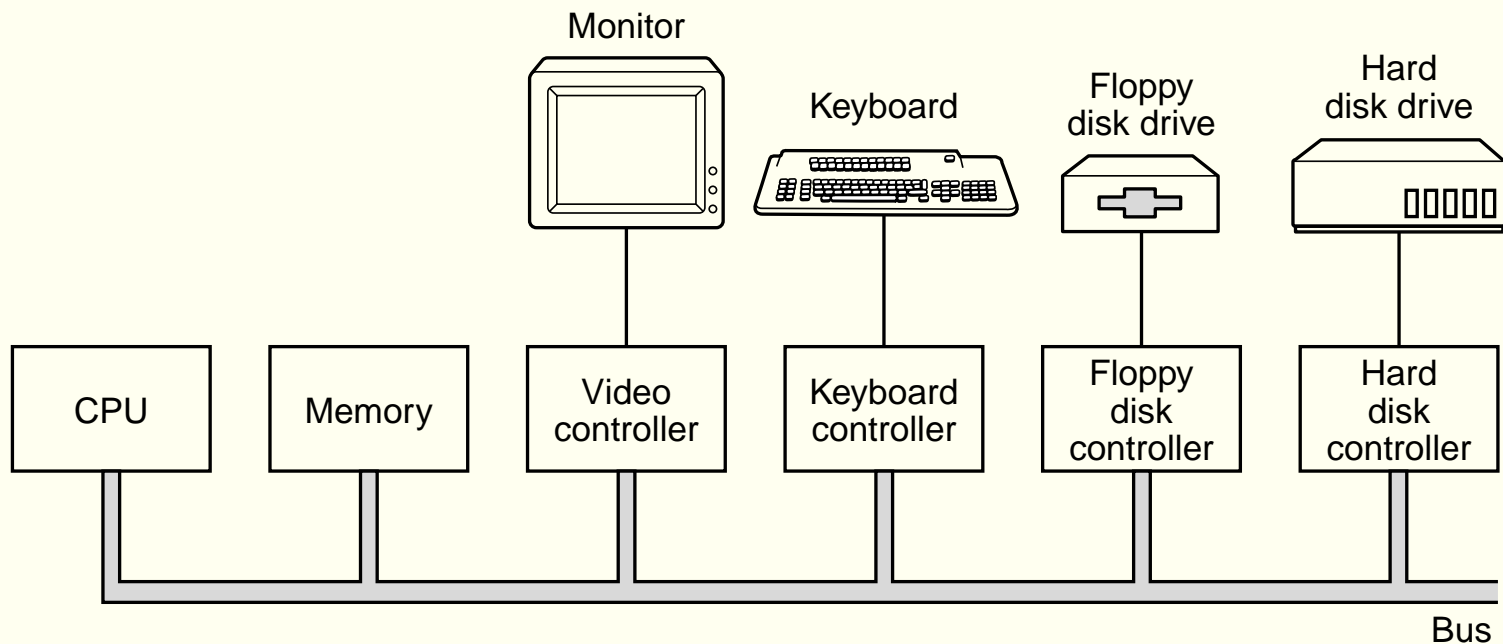 Monitor
Keyboard
Floppy
disk drive
Hard
disk drive
CPU
Memory
Video
controller
Keyboard
controller
Floppy
disk
controller
Hard
disk
controller
Bus